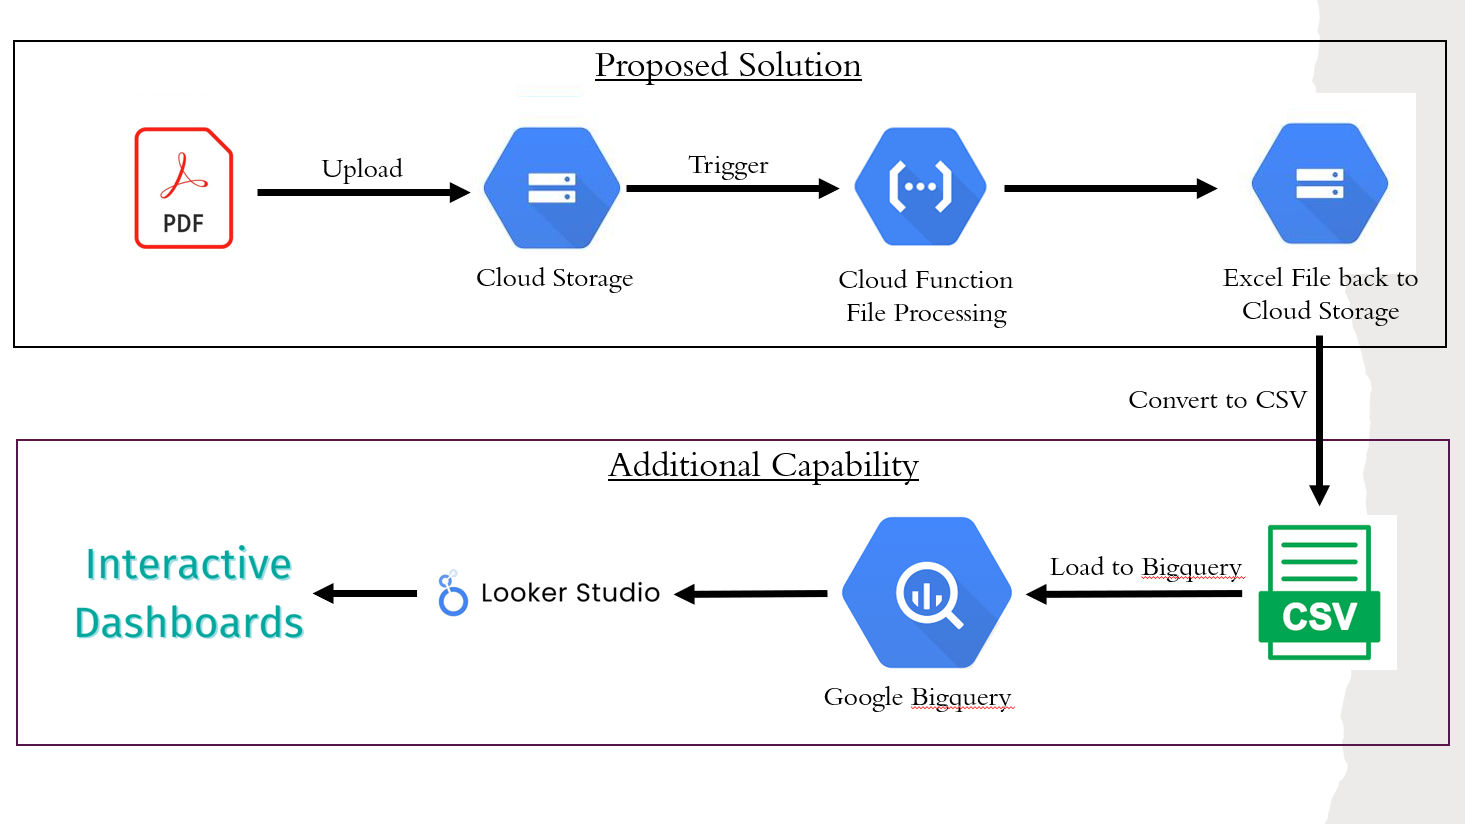 Proposed Solution
PDF
Upload
Cloud Storage
Trigger
Cloud Function
File Processing
Excel File back to
Cloud Storage
Convert to CSV
Additional Capability
CSV
Load to Bigquery
Google Bigquery
Looker Studio
Interactive
Dashboards